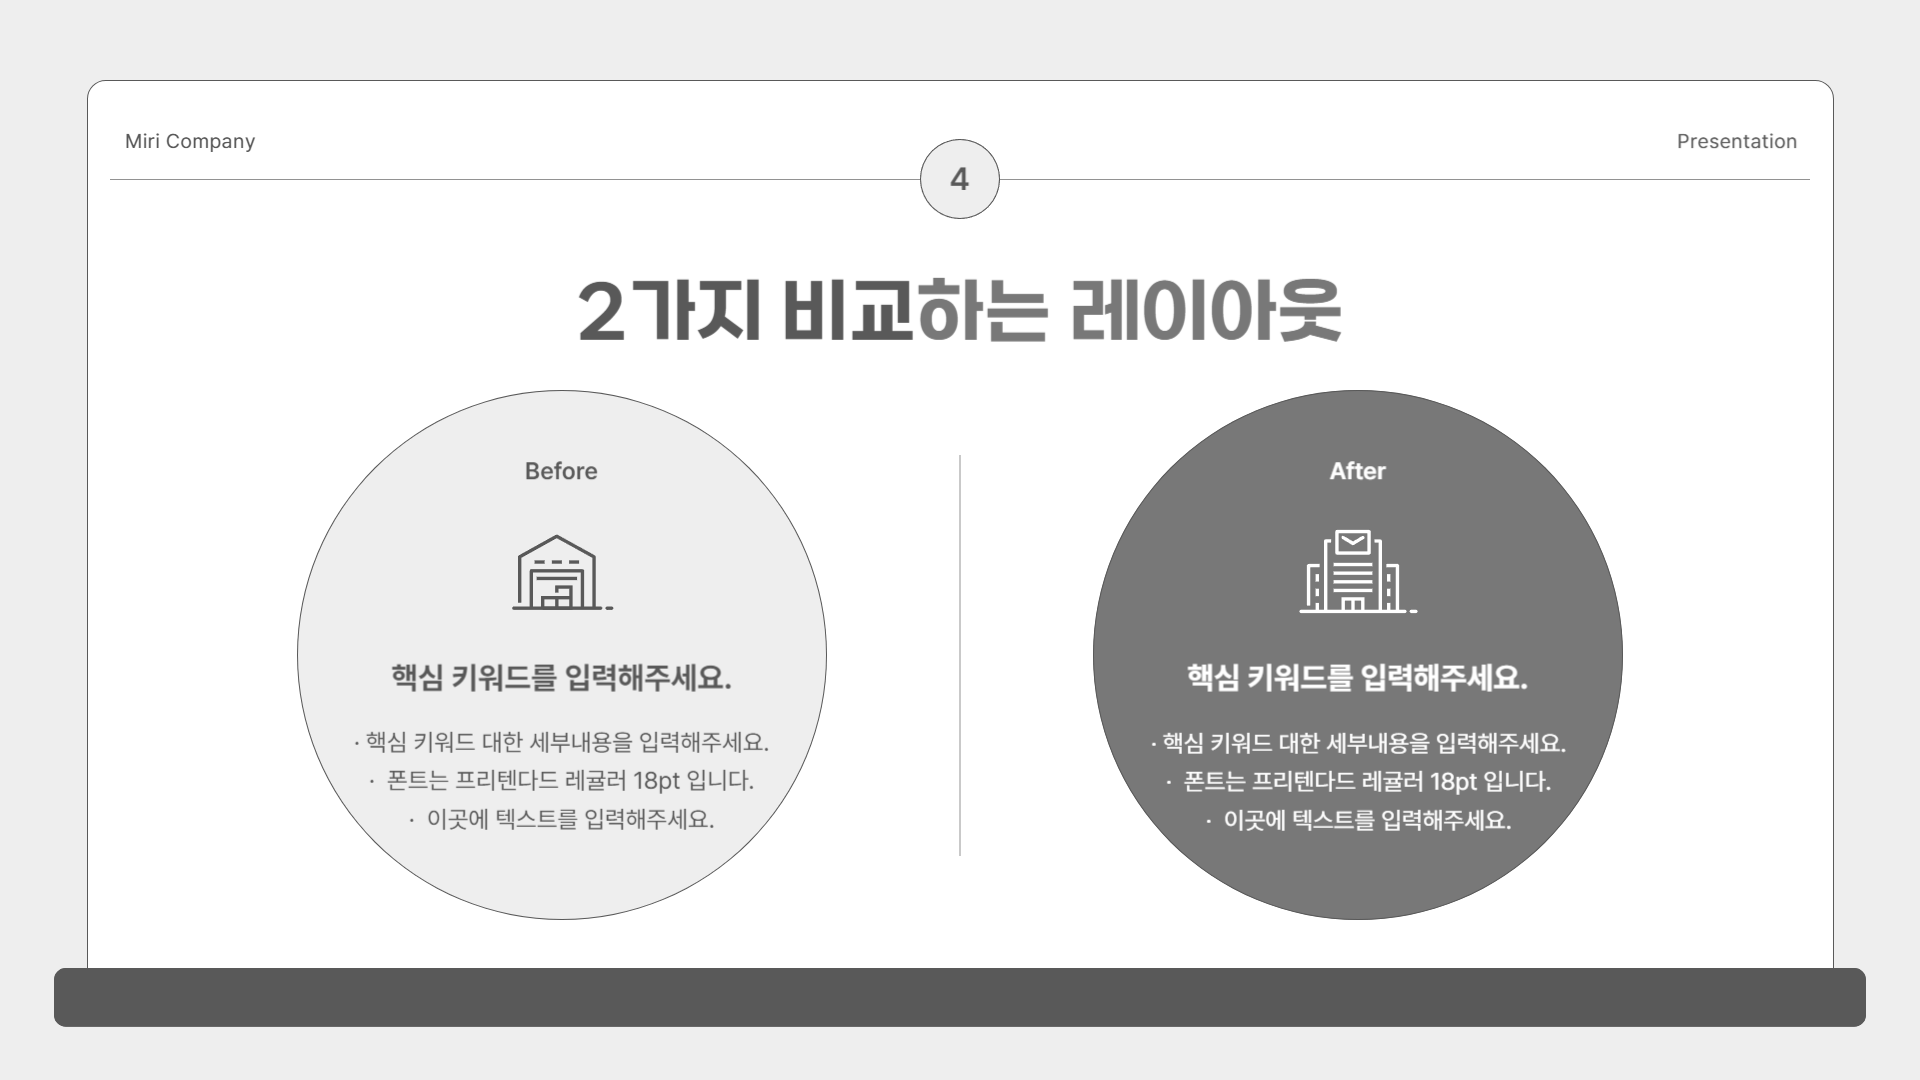 Miri Company
Presentation
4
2가지 비교하는 레이아웃
Before
핵심 키워드를 입력해주세요.
· 핵심 키워드 대한 세부내용을 입력해주세요.
· 폰트는 프리텐다드 레귤러 18pt 입니다.
· 이곳에 텍스트를 입력해주세요.
After
핵심 키워드를 입력해주세요.
· 핵심 키워드 대한 세부내용을 입력해주세요.
· 폰트는 프리텐다드 레귤러 18pt 입니다.
· 이곳에 텍스트를 입력해주세요.